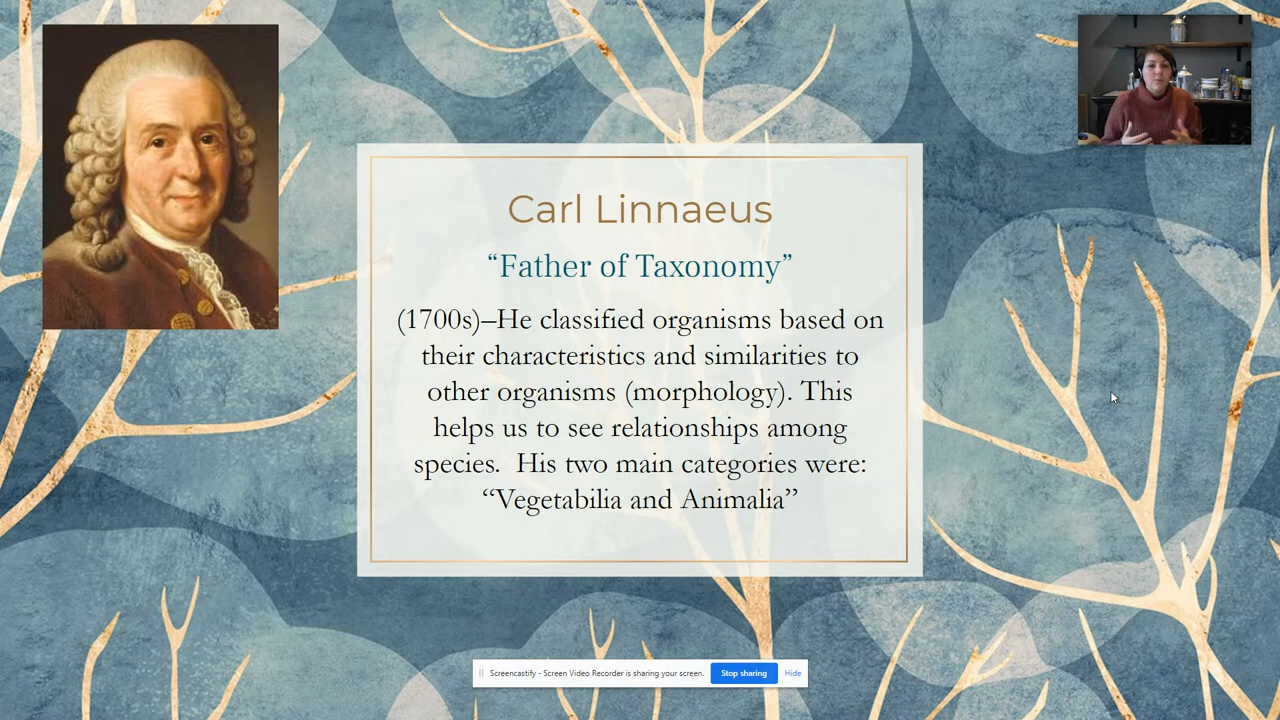 Carl Linnaeus
“Father of Taxonomy”
(1700s)–He classified organisms based on
their characteristics and similarities to
other organisms (morphology). This
helps us to see relationships among
species.  His two main categories were:
“Vegetabilia and Animalia”
Screencastify - Screen Video Recorder is sharing your screen.
Stop sharing
Hide